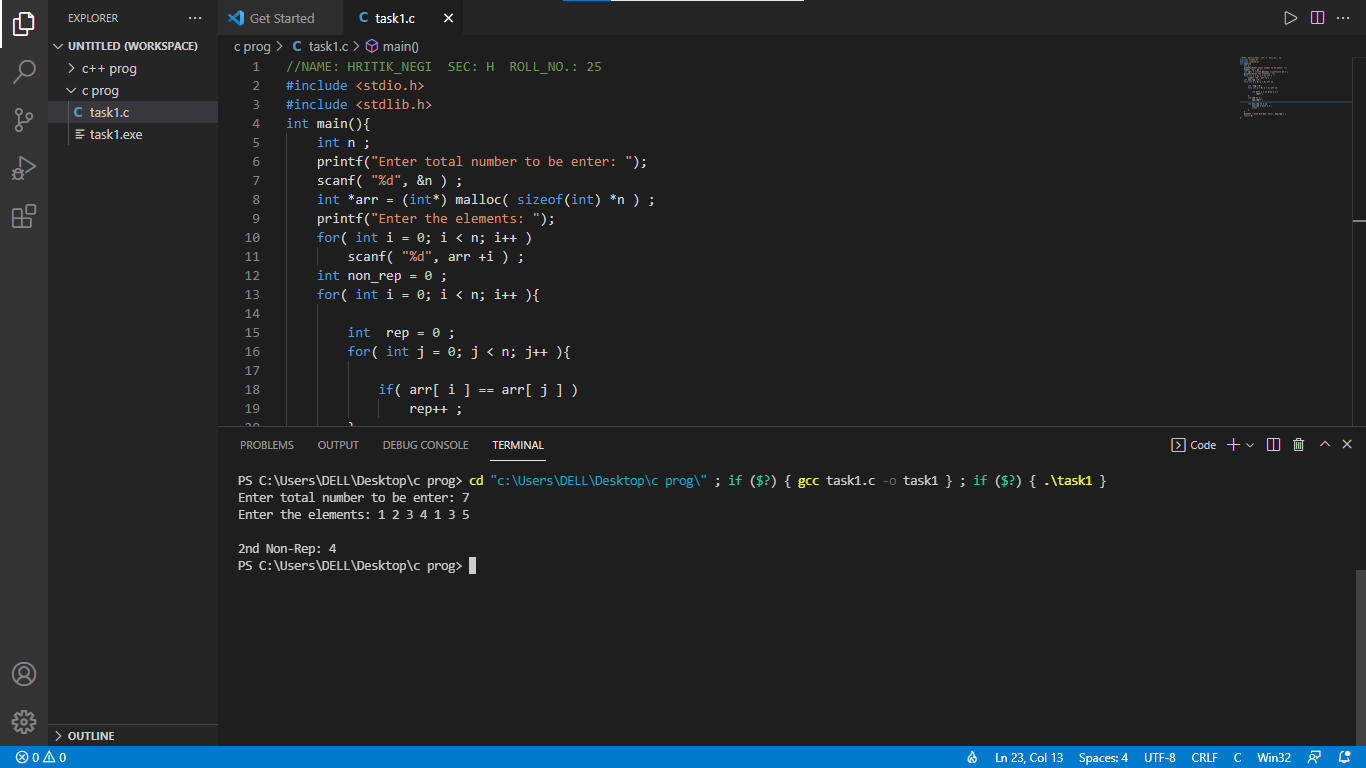 EXPLORER
UNTITLED (WORKSPACE)
c++ prog
c prog
C task1.c
task1.exe
OUTLINE
Get Started
C task1.c
c prog > C task1.c > main()
1 //NAME: HRITIK_NEGI  SEC: H  ROLL_NO.: 25
2 #include <stdio.h>
3 #include <stdlib.h>
4 int main(){
5     int n ;
6     printf("Enter total number to be enter: ");
7     scanf( "%d", &n ) ;
8     int *arr = (int*) malloc( sizeof(int) *n ) ;
9     printf("Enter the elements: ");
10     for( int i = 0; i < n; i++ )
11         scanf( "%d", arr +i ) ;
12     int non_rep = 0 ;
13     for( int i = 0; i < n; i++ ){
14
15         int  rep = 0 ;
16         for( int j = 0; j < n; j++ ){
17
18             if( arr[ i ] == arr[ j ] )
19                 rep++ ;
PROBLEMS OUTPUT DEBUG CONSOLE TERMINAL
Code
PS C:\Users\DELL\Desktop\c prog> cd "c:\Users\DELL\Desktop\c prog\" ; if ($?) { gcc task1.c -o task1 } ; if ($?) { .\task1 }
Enter total number to be enter: 7
Enter the elements: 1 2 3 4 1 3 5
2nd Non-Rep: 4
PS C:\Users\DELL\Desktop\c prog>
0 0 Ln 23, Col 13 Spaces: 4 UTF-8 CRLF C Win32